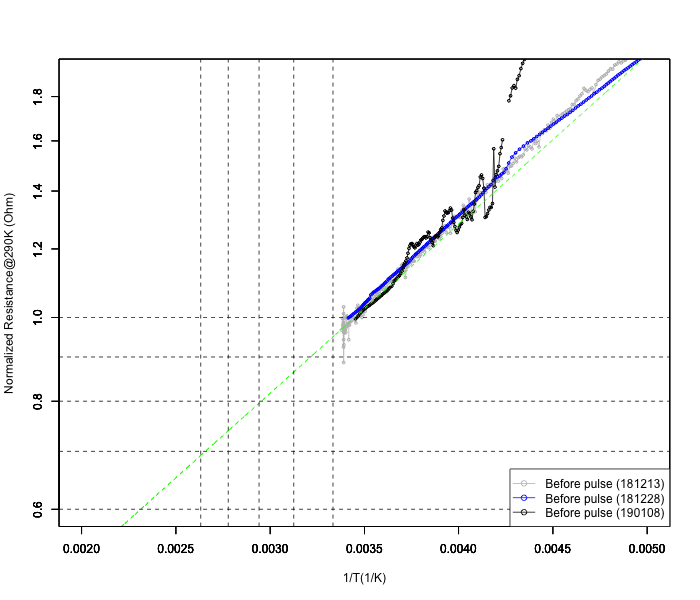 Normalized Resistance@290K (Ohm)
1.8
1.6
1.4
1.2
1.0
0.8
0.6
Before pulse (181213)
Before pulse (181228)
Before pulse (190108)
0.0020 0.0025 0.0030 0.0035 0.0040 0.0045 0.0050
1/T(1/K)